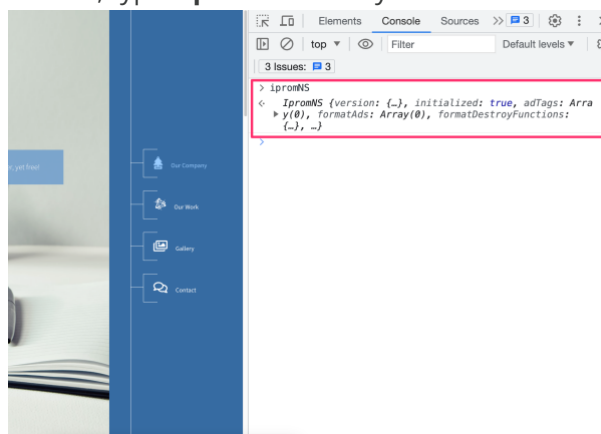 Elements Console Sources 3
top Filter Default levels
3 Issues: 3
> ipromNS
IpromNS {version: {…}, initialized: true, adTags: Arra
y(0), formatAds: Array(0), formatDestroyFunctions:
{…}, …}
yet free!
Our Company
Our Work
Gallery
Contact